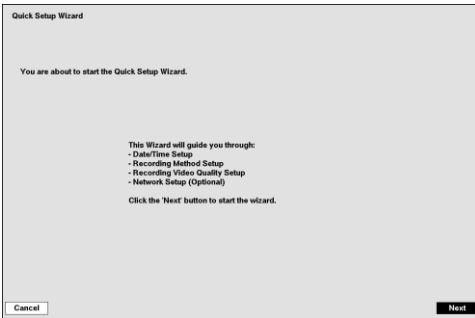 Quick Setup Wizard
You are about to start the Quick Setup Wizard.
This Wizard will guide you through:
- Date/Time Setup
- Recording Method Setup
- Recording Video Quality Setup
- Network Setup (Optional)
Click the 'Next' button to start the wizard.
Cancel
Next